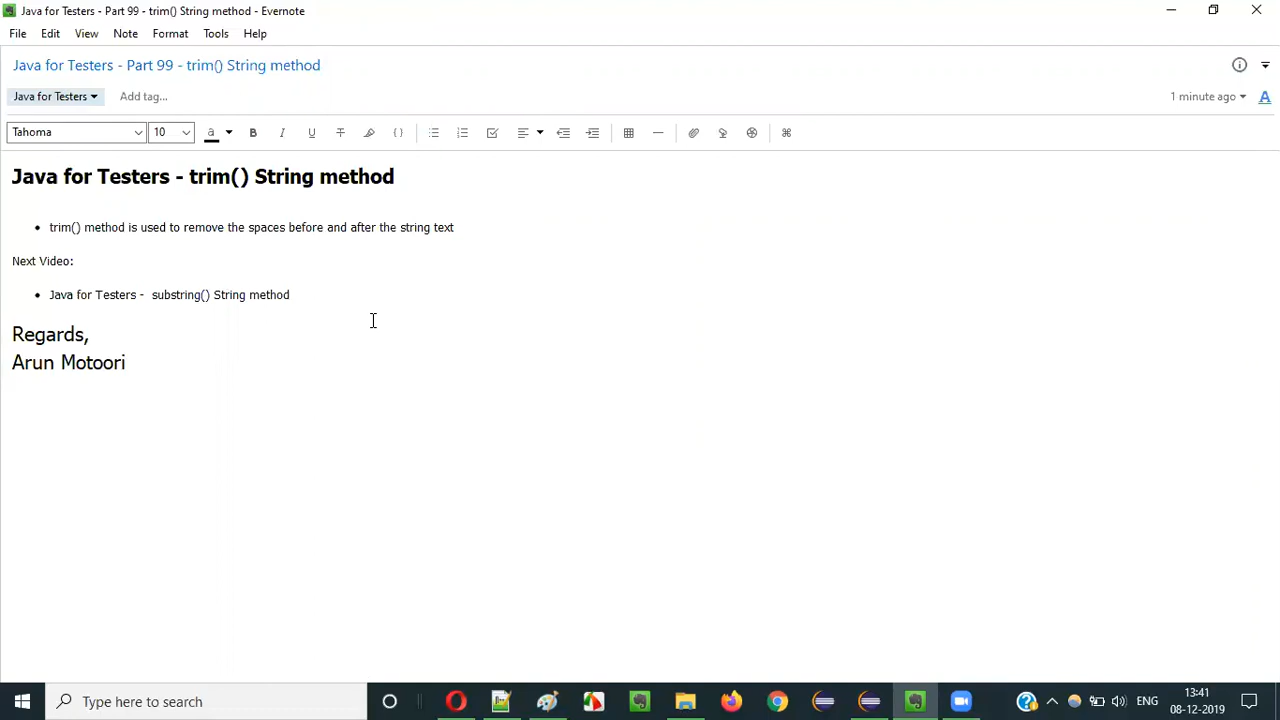 Java for Testers - Part 99 - trim() String method - Evernote
File Edit View Note Format Tools Help
Java for Testers - Part 99 - trim() String method
Java for Testers Add tag... 1 minute ago
Tahoma 10
Java for Testers - trim() String method
• trim() method is used to remove the spaces before and after the string text
Next Video:
• Java for Testers - substring() String method
Regards,
Arun Motoori
Type here to search ENG 13:41
08-12-2019